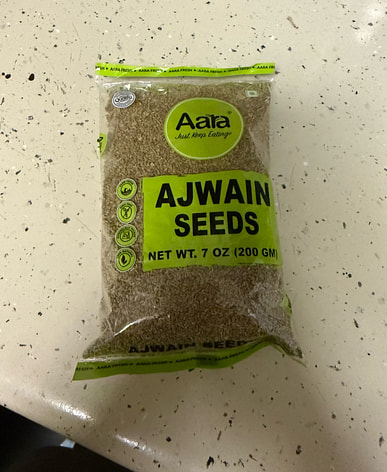 Aara
Just Keep Eating
AJWAIN
SEEDS
NET WT. 7 OZ (200 GM)
AJWAIN SEEDS